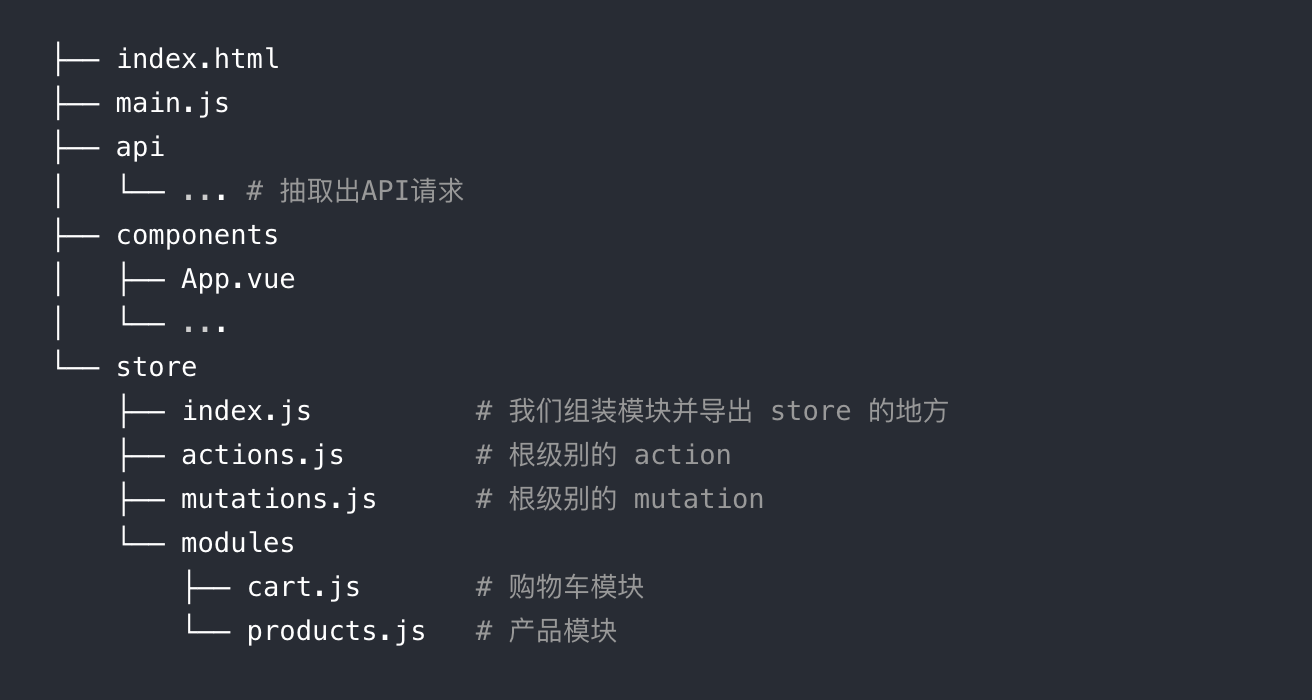 ├── index.html
├── main.js
├── api
│   └── ... # 抽取出API请求
├── components
│   ├── App.vue
│   └── ...
└── store
    ├── index.js          # 我们组装模块并导出 store 的地方
    ├── actions.js        # 根级别的 action
    ├── mutations.js      # 根级别的 mutation
    └── modules
        ├── cart.js       # 购物车模块
        └── products.js   # 产品模块